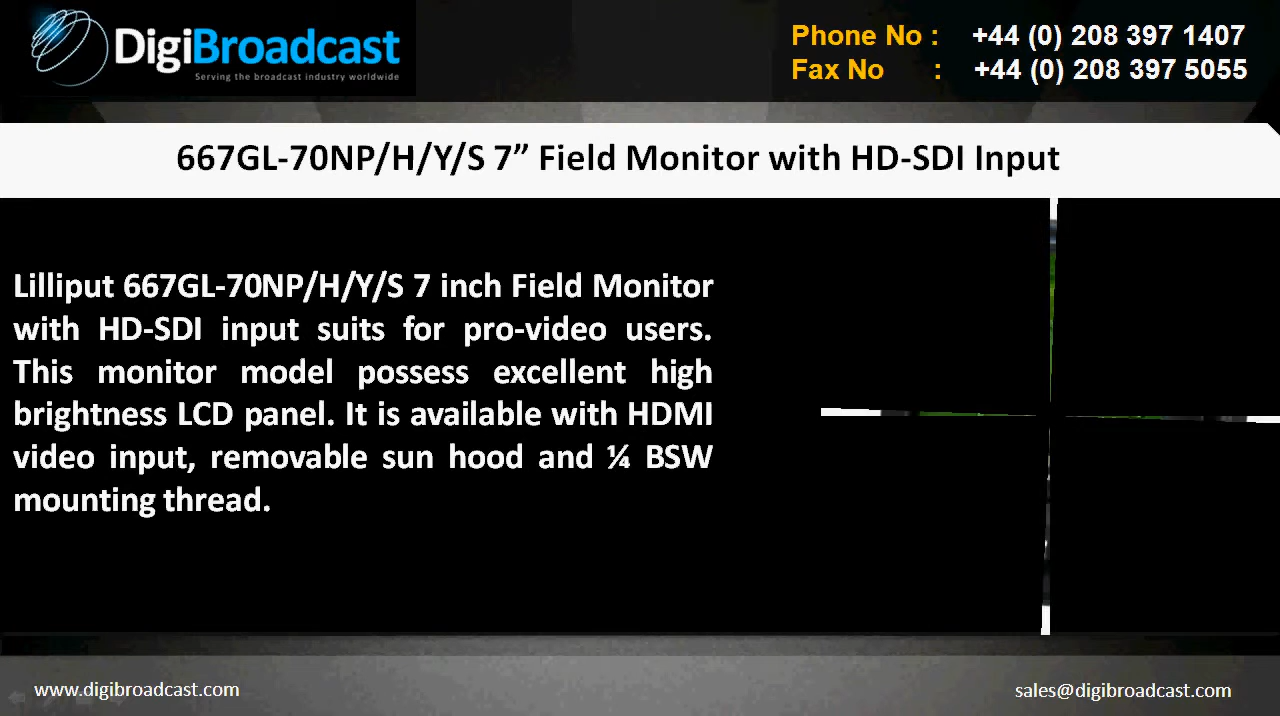 DigiBroadcast
Serving the broadcast industry worldwide
Phone No : +44 (0) 208 397 1407
Fax No : +44 (0) 208 397 5055
667GL-70NP/H/Y/S 7” Field Monitor with HD-SDI Input
Lilliput 667GL-70NP/H/Y/S 7 inch Field Monitor
with HD-SDI input suits for pro-video users.
This monitor model possess excellent high
brightness LCD panel. It is available with HDMI
video input, removable sun hood and ¼ BSW
mounting thread.
www.digibroadcast.com
sales@digibroadcast.com